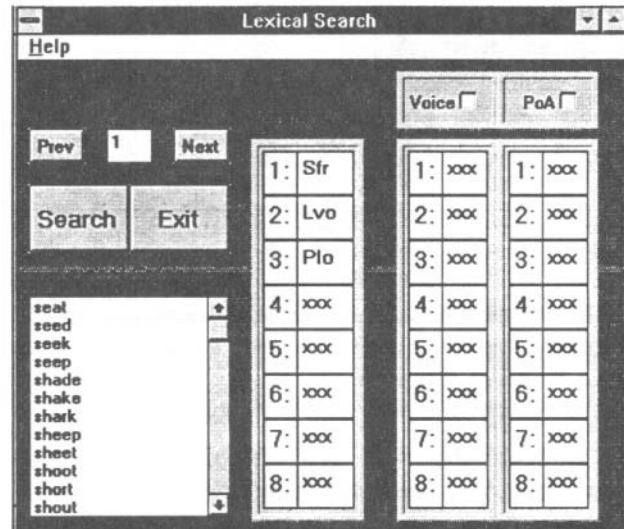 Lexical Search
Help
Voice PoA
Prev 1 Next
Search Exit
1: Sfr
2: Lvo
3: Plo
4: xxx
5: xxx
6: xxx
7: xxx
8: xxx
1: xxx
2: xxx
3: xxx
4: xxx
5: xxx
6: xxx
7: xxx
8: xxx
1: xxx
2: xxx
3: xxx
4: xxx
5: xxx
6: xxx
7: xxx
8: xxx
seat
seed
seek
seep
shade
shake
shark
sheep
sheet
shoot
short
shout